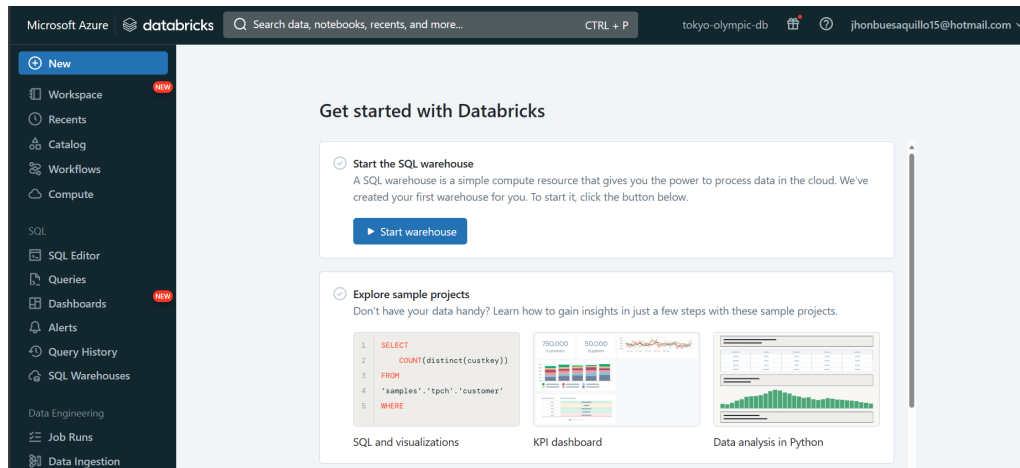 Microsoft Azure databricks Search data, notebooks, recents, and more... CTRL + P tokyo-olympic-db jhonbuesaquillo15@hotmail.com
New
Workspace NEW
Recents
Catalog
Workflows
Compute
SQL
SQL Editor
Queries
Dashboards NEW
Alerts
Query History
SQL Warehouses
Data Engineering
Job Runs
Data Ingestion
Get started with Databricks
Start the SQL warehouse
A SQL warehouse is a simple compute resource that gives you the power to process data in the cloud. We've
created your first warehouse for you. To start it, click the button below.
Start warehouse
Explore sample projects
Don't have your data handy? Learn how to gain insights in just a few steps with these sample projects.
1 SELECT
2 COUNT(distinct(custkey))
3 FROM
4 'samples'.'tpch'.'customer'
5 WHERE
750,000 50,000
Customers Suppliers
SQL and visualizations KPI dashboard Data analysis in Python